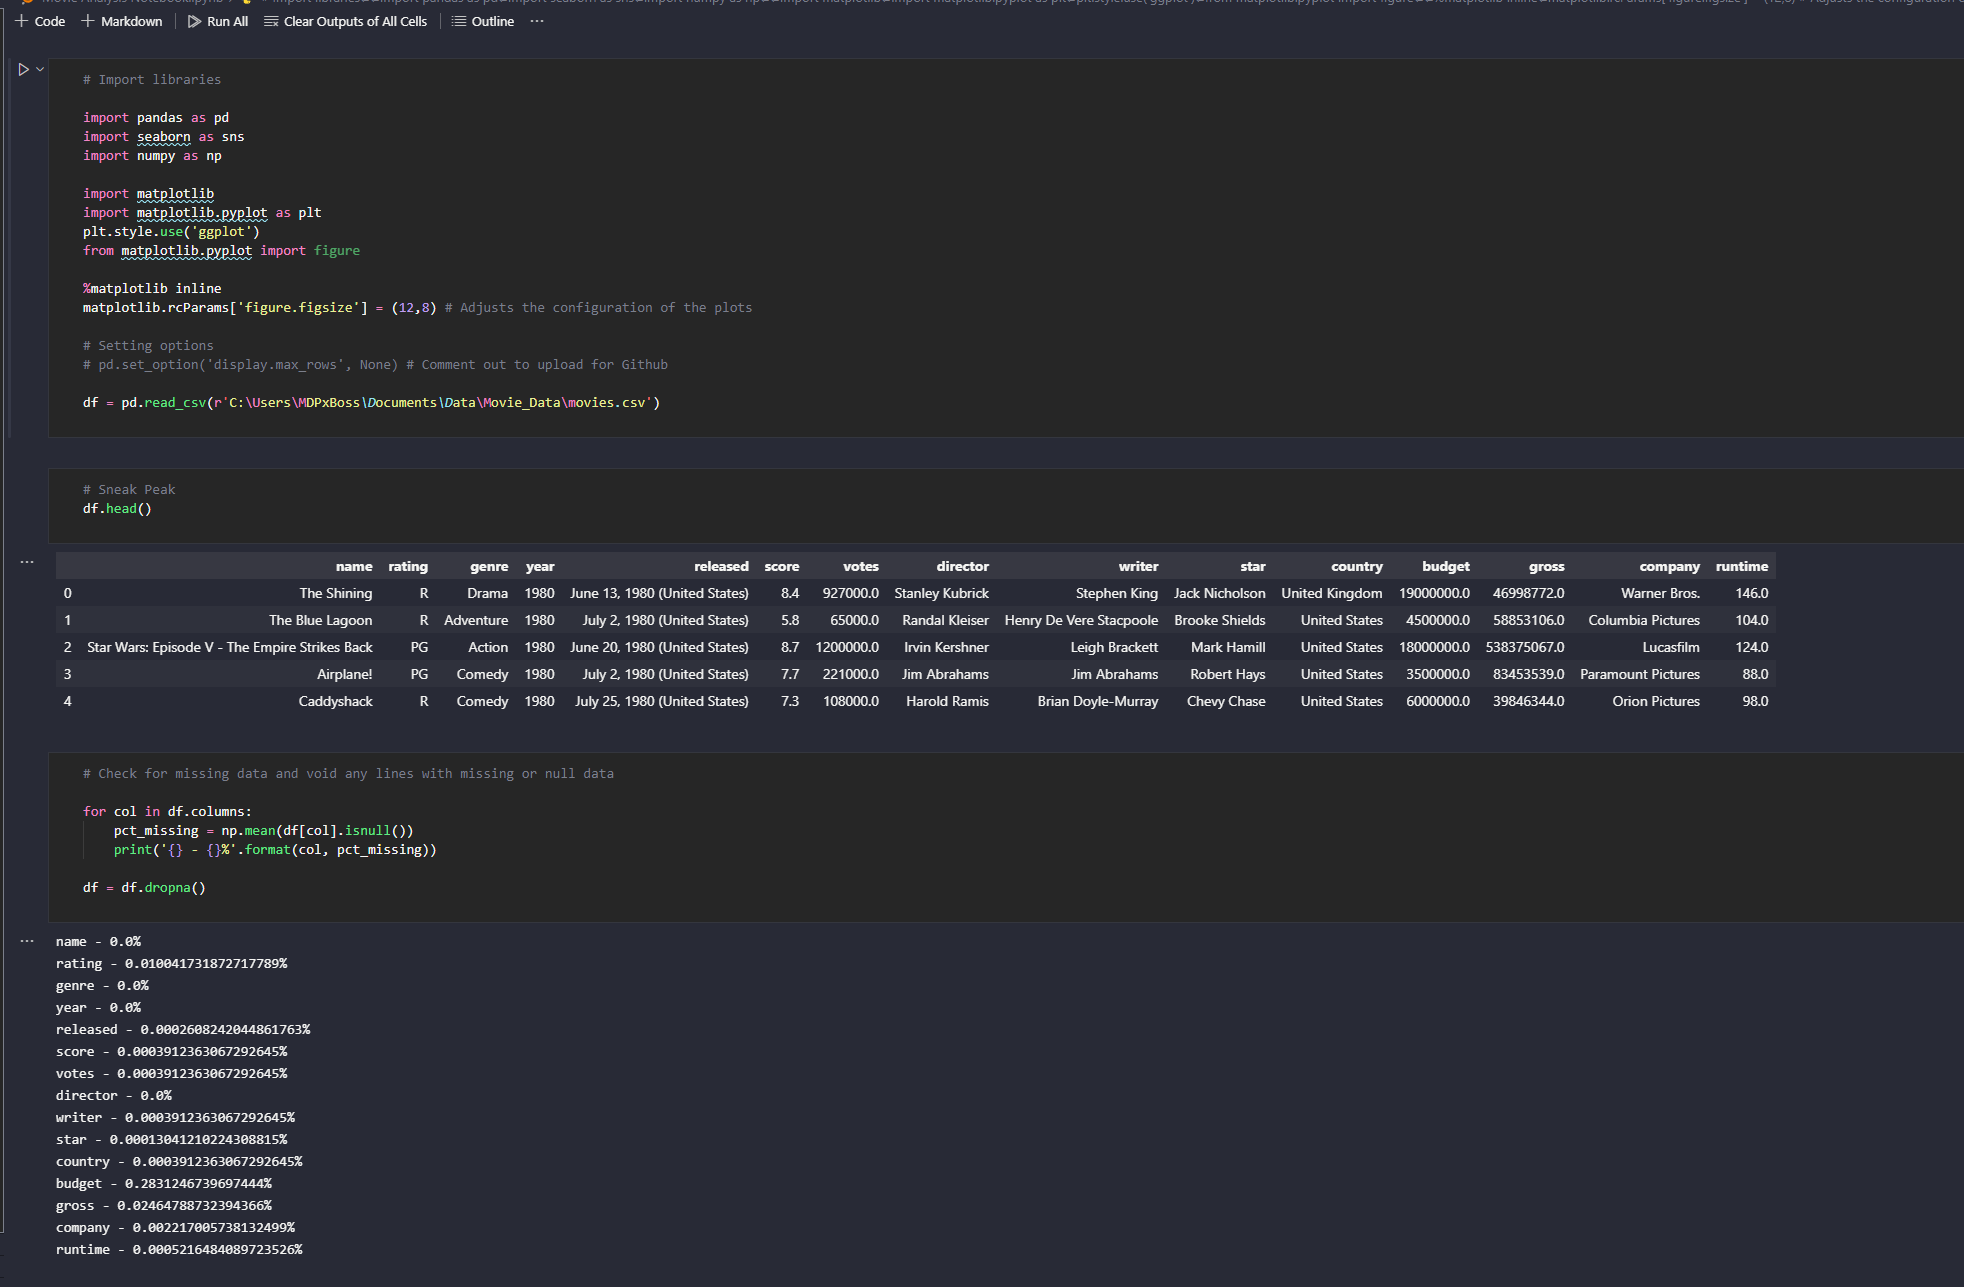 Code Markdown Run All Clear Outputs of All Cells Outline ...
# Import libraries
import pandas as pd
import seaborn as sns
import numpy as np
import matplotlib
import matplotlib.pyplot as plt
plt.style.use('ggplot')
from matplotlib.pyplot import figure
%matplotlib inline
matplotlib.rcParams['figure.figsize'] = (12,8) # Adjusts the configuration of the plots
# Setting options
# pd.set_option('display.max_rows', None) # Comment out to upload for Github
df = pd.read_csv(r'C:\Users\MDPxBoss\Documents\Data\Movie_Data\movies.csv')
# Sneak Peak
df.head()
name rating genre year released score votes director writer star country budget gross company runtime
0 The Shining R Drama 1980 June 13, 1980 (United States) 8.4 927000.0 Stanley Kubrick Stephen King Jack Nicholson United Kingdom 19000000.0 46998772.0 Warner Bros. 146.0
1 The Blue Lagoon R Adventure 1980 July 2, 1980 (United States) 5.8 65000.0 Randal Kleiser Henry De Vere Stacpoole Brooke Shields United States 4500000.0 58853106.0 Columbia Pictures 104.0
2 Star Wars: Episode V - The Empire Strikes Back PG Action 1980 June 20, 1980 (United States) 8.7 1200000.0 Irvin Kershner Leigh Brackett Mark Hamill United States 18000000.0 538375067.0 Lucasfilm 124.0
3 Airplane! PG Comedy 1980 July 2, 1980 (United States) 7.7 221000.0 Jim Abrahams Jim Abrahams Robert Hays United States 3500000.0 83453539.0 Paramount Pictures 88.0
4 Caddyshack R Comedy 1980 July 25, 1980 (United States) 7.3 108000.0 Harold Ramis Brian Doyle-Murray Chevy Chase United States 6000000.0 39846344.0 Orion Pictures 98.0
# Check for missing data and void any lines with missing or null data
for col in df.columns:
pct_missing = np.mean(df[col].isnull())
print('{} - {}%'.format(col, pct_missing))
df = df.dropna()
name - 0.0%
rating - 0.010041731872717789%
genre - 0.0%
year - 0.0%
released - 0.0002608242044861763%
score - 0.0003912363067292645%
votes - 0.0003912363067292645%
director - 0.0%
writer - 0.0003912363067292645%
star - 0.00013041210224308815%
country - 0.0003912363067292645%
budget - 0.2831246739697444%
gross - 0.02464788732394366%
company - 0.002217005738132499%
runtime - 0.0005216484089723526%